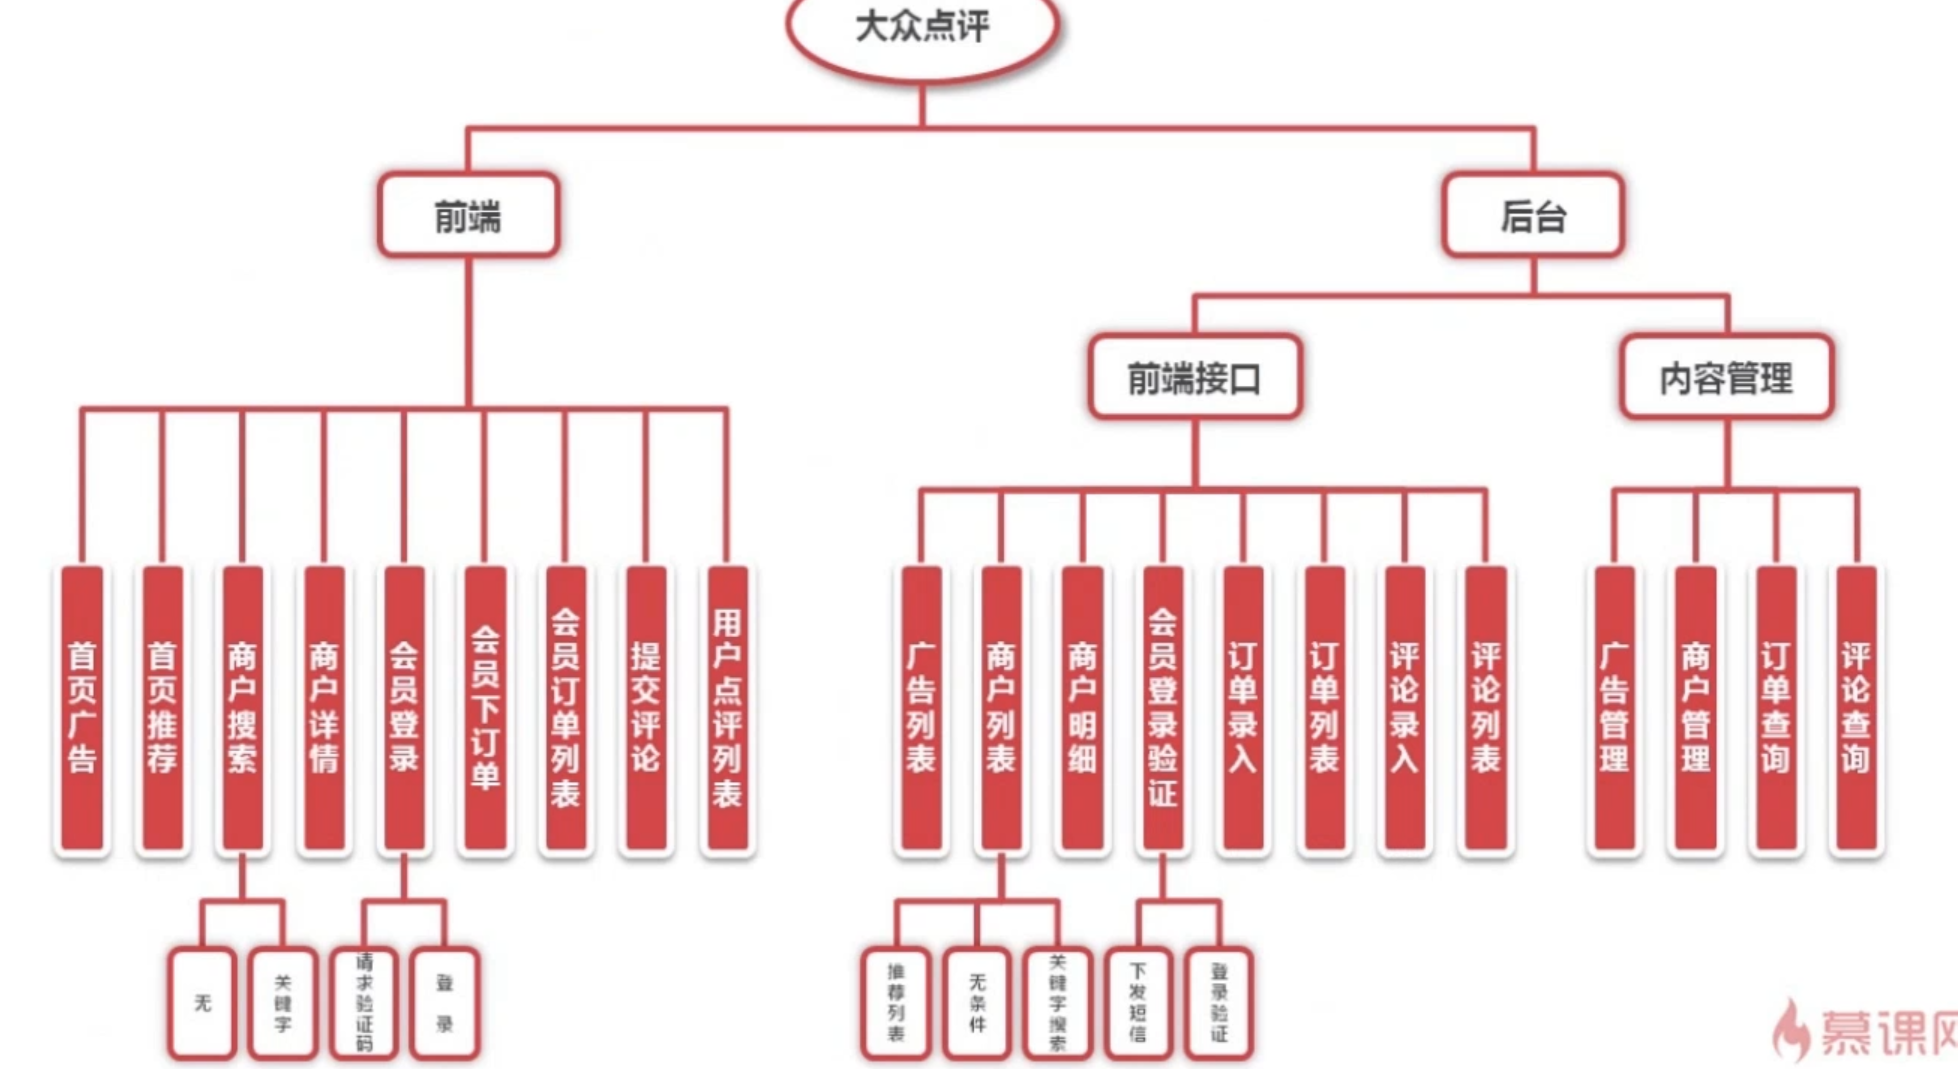 大众点评
前端
后台
前端接口
内容管理
首页广告
首页推荐
商户搜索
商户详情
会员登录
会员下订单
会员订单列表
提交评论
用户点评列表
广告列表
商户列表
商户明细
会员登录验证
订单录入
订单列表
评论录入
评论列表
广告管理
商户管理
订单查询
评论查询
无
关键字
请求验证码
登录
推荐列表
无条件
关键字搜索
下发短信
登录验证
慕课网